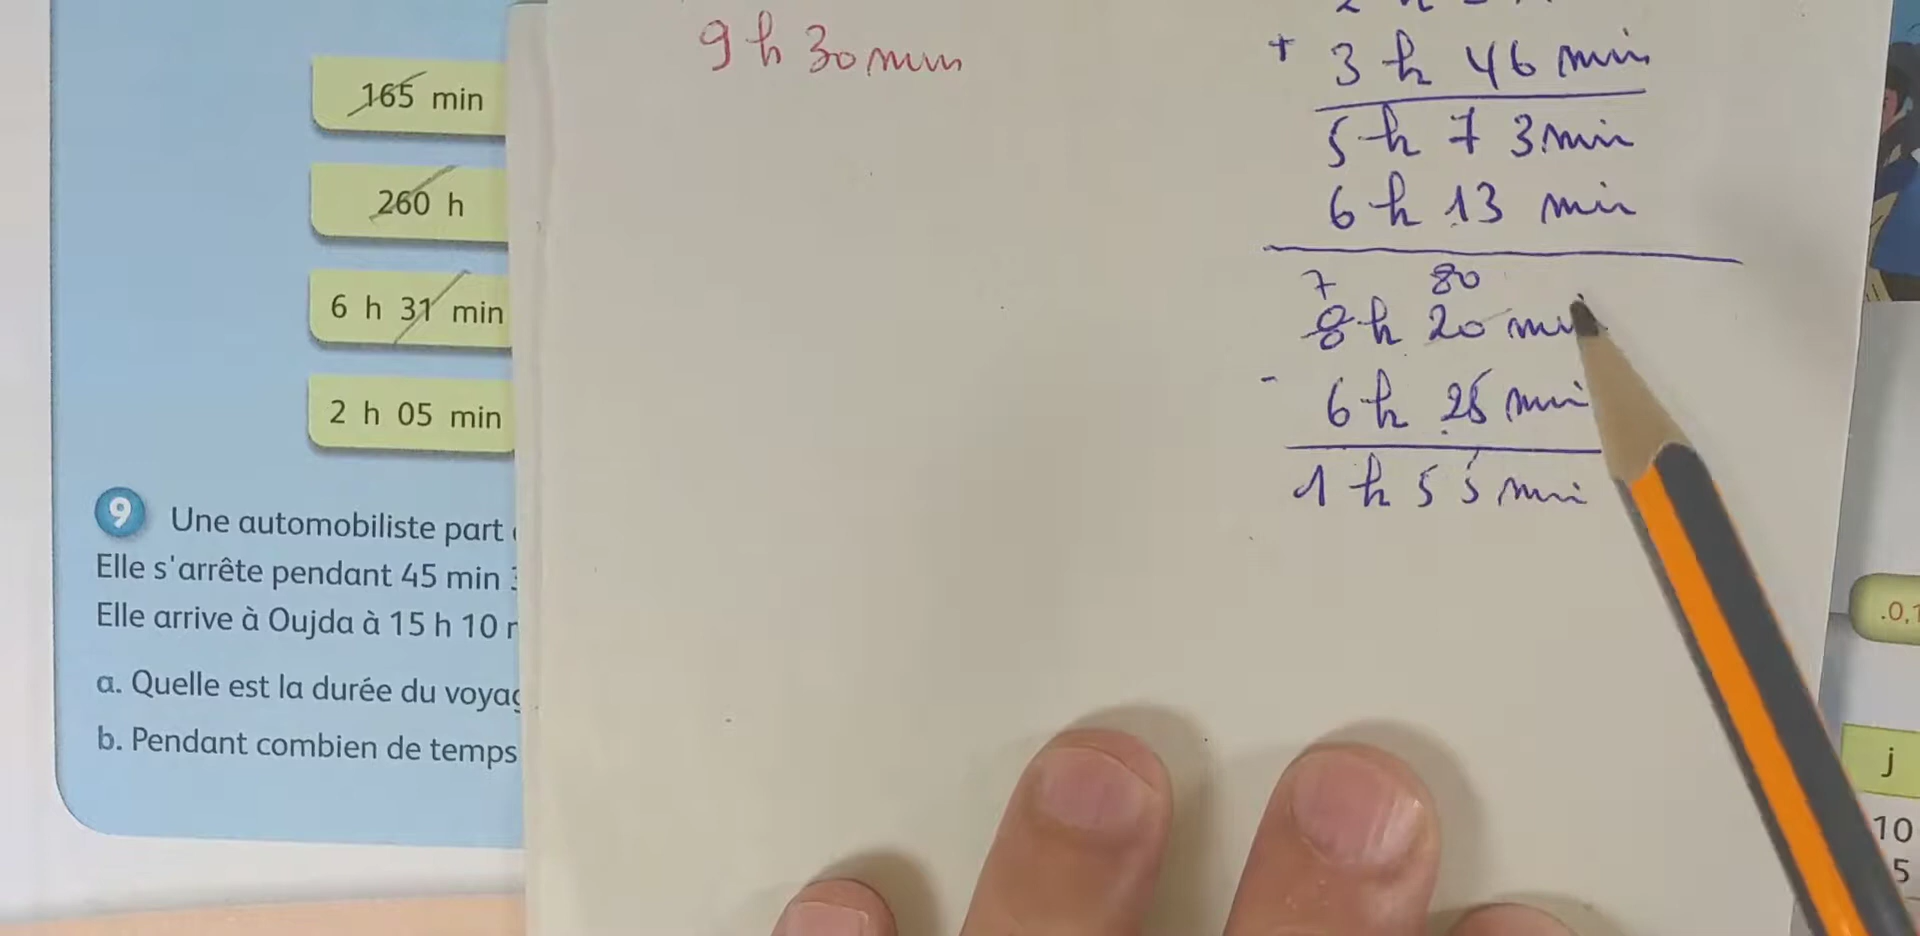 165 min
260 h
6 h 31 min
2 h 05 min
9 Une automobiliste part
Elle s'arrête pendant 45 min
Elle arrive à Oujda à 15 h 10
a. Quelle est la durée du
b. Pendant combien de temps
9 h 30 min
+ 3 h 46 min
5 h 73 min
6 h 13 min
7 80
8 h 20 min
- 6 h 25 min
1 h 55 min
.0,1
j
10
5